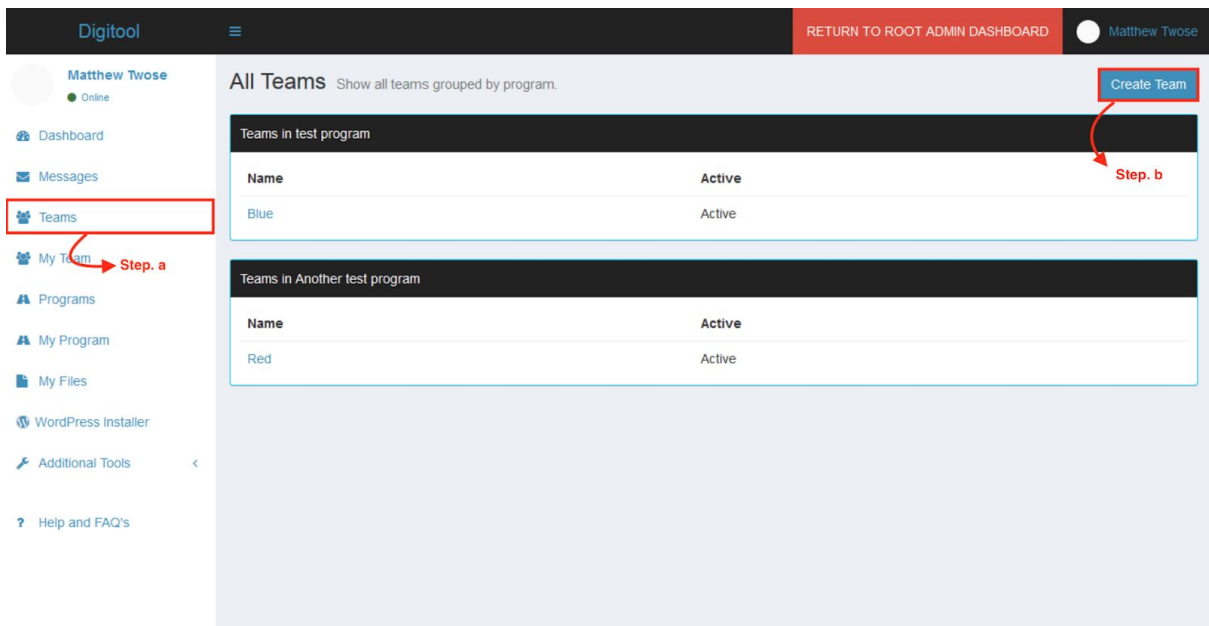 Digitool
RETURN TO ROOT ADMIN DASHBOARD
Matthew Twose
Matthew Twose
Online
Dashboard
Messages
Teams
Step. a
My Team
Programs
My Program
My Files
WordPress Installer
Additional Tools
? Help and FAQ's
All Teams Show all teams grouped by program.
Create Team
Step. b
Teams in test program
Name Active
Blue Active
Teams in Another test program
Name Active
Red Active